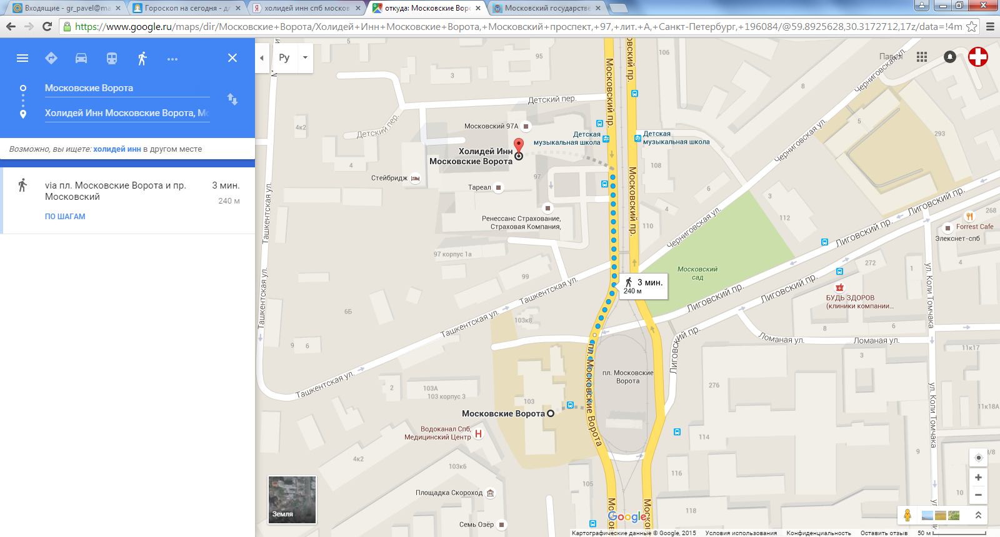 Входящие - gr_pavel@ma
Гороскоп на сегодня - дл
холидей инн спб москов
откуда: Московские Воро
Московский государстве
https://www.google.ru/maps/dir/Московские+Ворота/Холидей+Инн+Московские+Ворота,+Московский+проспект,+97,+лит.+А,+Санкт-Петербург,+196084/@59.8925628,30.3172712,17z/data=!4m
Московские Ворота
Холидей Инн Московские Ворота, Мо
Возможно, вы ищете: холидей инн в другом месте
via пл. Московские Ворота и пр.
Московский
3 мин.
240 м
ПО ШАГАМ
Ру
Павел
95
3
106
8
Черниговская ул.
Московский пр.
Московский пр.
Детский пер.
Детский пер.
4к2
Московский 97А
Детская
музыкальная школа
Детская
музыкальная школа
5
293
Холидей Инн
Московские Ворота
Черниговская ул.
4
108
Стейбридж
97
Тареал
6
3
Московский пр.
Ташкентская ул.
Лиговский пр.
268
Ренессанс Страхование,
Страховая Компания,
110
112
Forrest Cafe
Элекснет-спб
Черниговская ул.
Лиговский пр.
97 корпус 1а
99
Московский
сад
272
1
ул. Коли Томчака
Ташкентская ул.
Ташкентская ул.
3 мин.
240 м
Лиговский пр.
Лиговский пр.
БУДЬ ЗДОРОВ
(клиники компании...
6Б
103к8
Ташкентская ул.
8
6
Ломаная ул.
Ломаная ул.
9
6
11к17
Лиговский пр.
3
пл. Московские Ворота
пл. Московские
Ворота
Ташкентская ул.
2
103А
103 корпус 3
103
276
ул. Коли Томчака
11к18А
Московские Ворота
Водоканал Спб,
Медицинский Центр
114
4к2
103к6
9
3/8
105
Площадка Скороход
10
118
Семь Озёр
Земля
Google
Картографические данные © Google, 2015
Условия использования
Конфиденциальность
Оставить отзыв
50 м